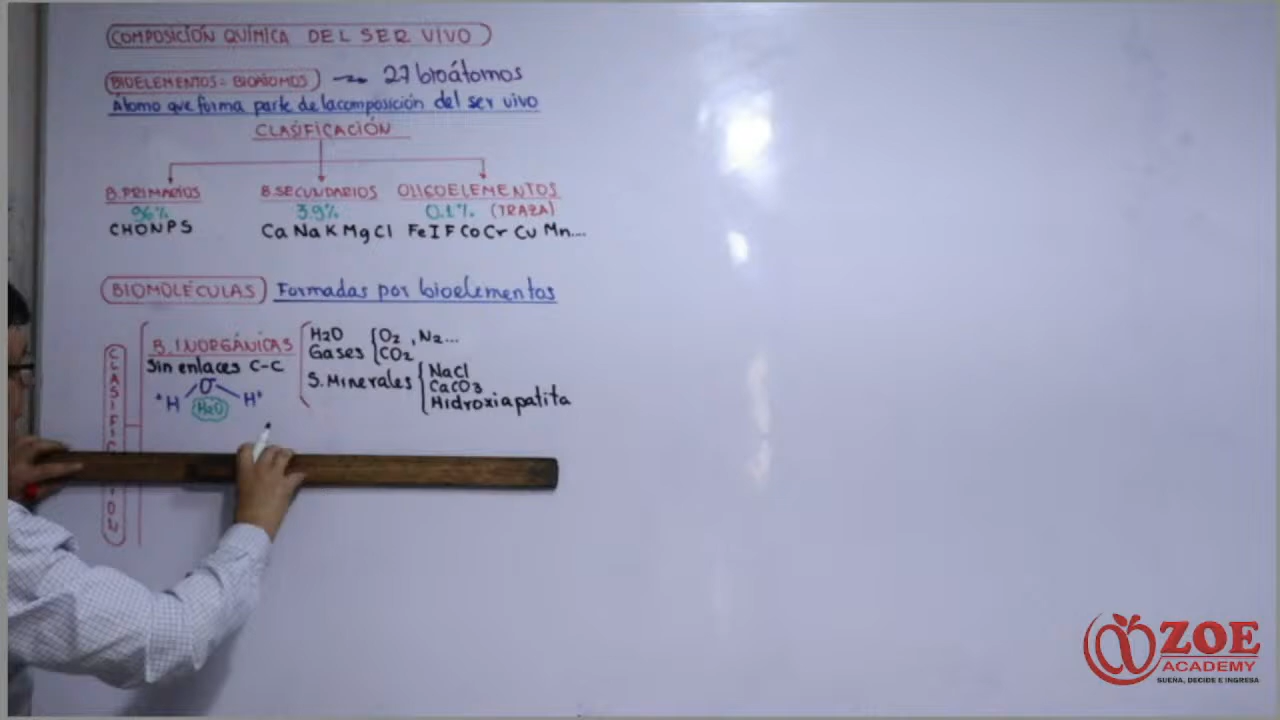 COMPOSICIÓN QUÍMICA DEL SER VIVO
BIOELEMENTOS = BIOÁTOMOS → 27 bioátomos
Átomo que forma parte de la composición del ser vivo
CLASIFICACIÓN
B. PRIMARIOS B. SECUNDARIOS OLIGOELEMENTOS
96% 3.9% 0.1% (TRAZA)
C H O N P S Ca Na K Mg Cl Fe I F Co Cr Cu Mn....
BIOMOLÉCULAS Formadas por bioelementos
CLASIFIC ION
B. INORGÁNICAS
Sin enlaces C-C
O-
+H H+
H2O
H2O
Gases
O2, N2...
CO2
S. Minerales
NaCl
CaCO3
Hidroxiapatita
ZOE
ACADEMY
SUEÑA, DECIDE E INGRESA